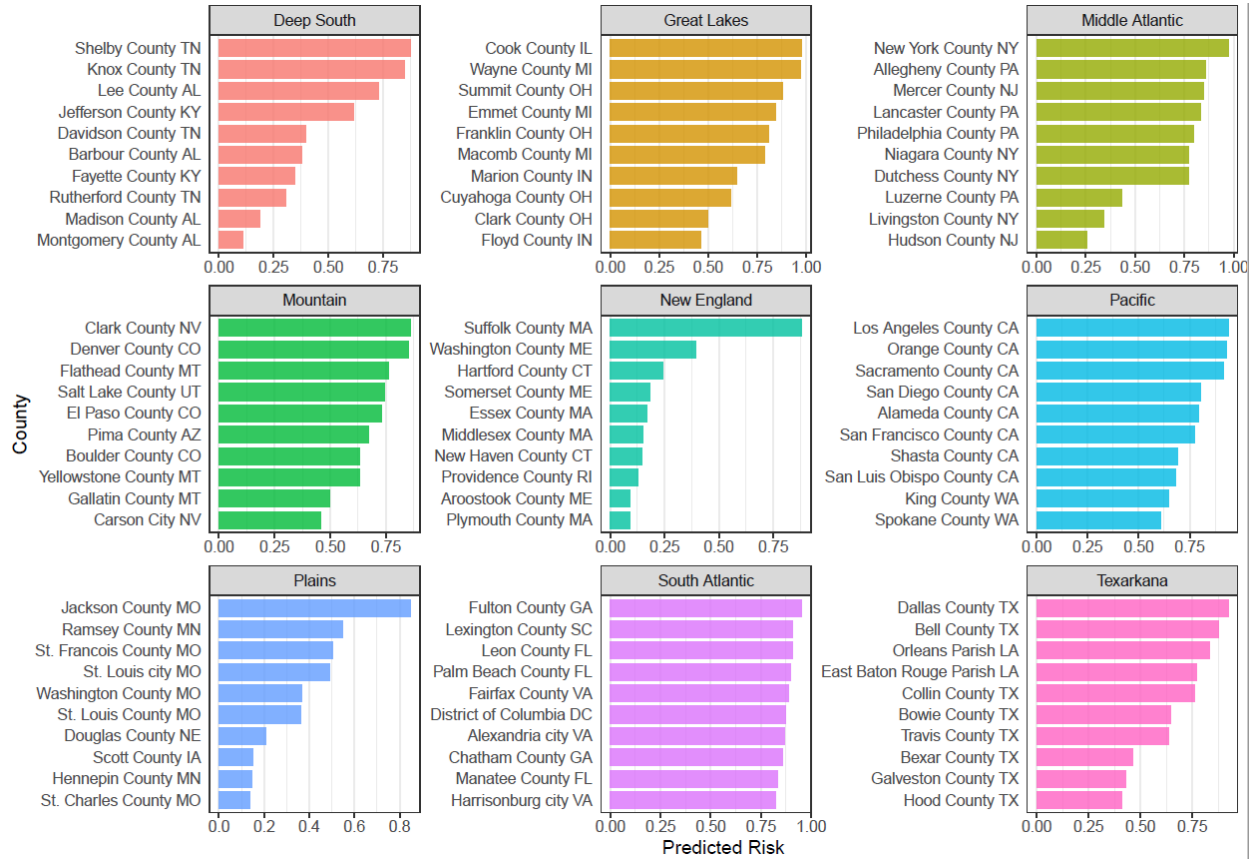 Deep South
Shelby County TN
Knox County TN
Lee County AL
Jefferson County KY
Davidson County TN
Barbour County AL
Fayette County KY
Rutherford County TN
Madison County AL
Montgomery County AL
0.00 0.25 0.50 0.75
Great Lakes
Cook County IL
Wayne County MI
Summit County OH
Emmet County MI
Franklin County OH
Macomb County MI
Marion County IN
Cuyahoga County OH
Clark County OH
Floyd County IN
0.00 0.25 0.50 0.75 1.00
Middle Atlantic
New York County NY
Allegheny County PA
Mercer County NJ
Lancaster County PA
Philadelphia County PA
Niagara County NY
Dutchess County NY
Luzerne County PA
Livingston County NY
Hudson County NJ
0.00 0.25 0.50 0.75 1.00
County
Mountain
Clark County NV
Denver County CO
Flathead County MT
Salt Lake County UT
El Paso County CO
Pima County AZ
Boulder County CO
Yellowstone County MT
Gallatin County MT
Carson City NV
0.00 0.25 0.50 0.75
New England
Suffolk County MA
Washington County ME
Hartford County CT
Somerset County ME
Essex County MA
Middlesex County MA
New Haven County CT
Providence County RI
Aroostook County ME
Plymouth County MA
0.00 0.25 0.50 0.75
Pacific
Los Angeles County CA
Orange County CA
Sacramento County CA
San Diego County CA
Alameda County CA
San Francisco County CA
Shasta County CA
San Luis Obispo County CA
King County WA
Spokane County WA
0.00 0.25 0.50 0.75
Plains
Jackson County MO
Ramsey County MN
St. Francois County MO
St. Louis city MO
Washington County MO
St. Louis County MO
Douglas County NE
Scott County IA
Hennepin County MN
St. Charles County MO
0.0 0.2 0.4 0.6 0.8
South Atlantic
Fulton County GA
Lexington County SC
Leon County FL
Palm Beach County FL
Fairfax County VA
District of Columbia DC
Alexandria city VA
Chatham County GA
Manatee County FL
Harrisonburg city VA
0.00 0.25 0.50 0.75 1.00
Texarkana
Dallas County TX
Bell County TX
Orleans Parish LA
East Baton Rouge Parish LA
Collin County TX
Bowie County TX
Travis County TX
Bexar County TX
Galveston County TX
Hood County TX
0.00 0.25 0.50 0.75
Predicted Risk